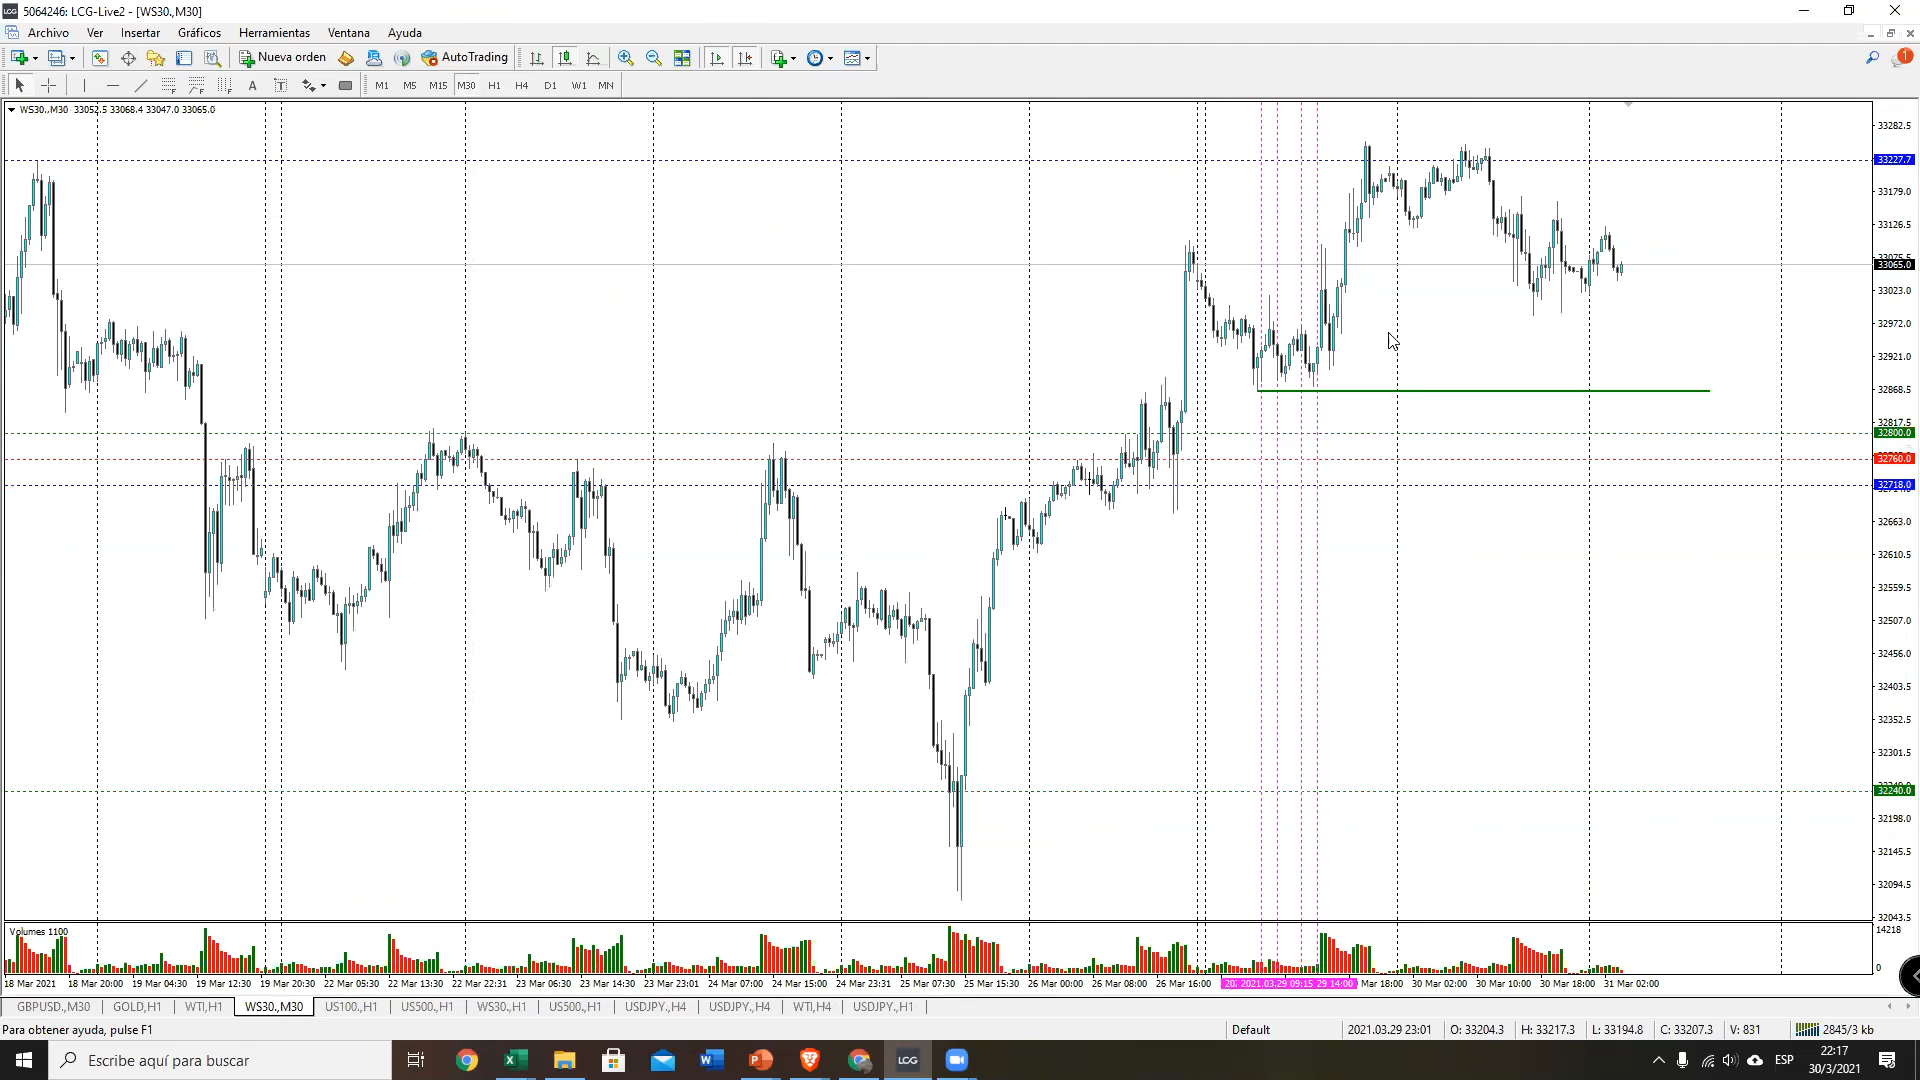 5064246: LCG-Live2 - [WS30.,M30]
Archivo Ver Insertar Gráficos Herramientas Ventana Ayuda
Nueva orden AutoTrading
A T M1 M5 M15 M30 H1 H4 D1 W1 MN
WS30.,M30 33052.5 33068.4 33047.0 33065.0
33282.5
33227.7
33179.0
33126.5
33065.0
33023.0
32972.0
32921.0
32868.5
32817.5
32800.0
32760.0
32718.0
32663.0
32610.5
32559.5
32507.0
32456.0
32403.5
32352.5
32301.5
32240.0
32198.0
32145.5
32094.5
32043.5
Volumes 1100
14218
0
18 Mar 2021 18 Mar 20:00 19 Mar 04:30 19 Mar 12:30 19 Mar 20:30 22 Mar 05:30 22 Mar 13:30 22 Mar 22:31 23 Mar 06:30 23 Mar 14:30 23 Mar 23:01 24 Mar 07:00 24 Mar 15:00 24 Mar 23:31 25 Mar 07:30 25 Mar 15:30 26 Mar 00:00 26 Mar 08:00 26 Mar 16:00 2021.03.29 09:15 29 14:00 Mar 18:00 30 Mar 02:00 30 Mar 10:00 30 Mar 18:00 31 Mar 02:00
GBPUSD.,M30 GOLD.,H1 WTI,H1 WS30.,M30 US100.,H1 US500.,H1 WS30.,H1 US500.,H1 USDJPY.,H4 USDJPY.,H4 WTI,H4 USDJPY.,H1
Para obtener ayuda, pulse F1 Default 2021.03.29 23:01 O: 33204.3 H: 33217.3 L: 33194.8 C: 33207.3 V: 831 2845/3 kb
Escribe aquí para buscar
LCG
ESP
22:17
30/3/2021